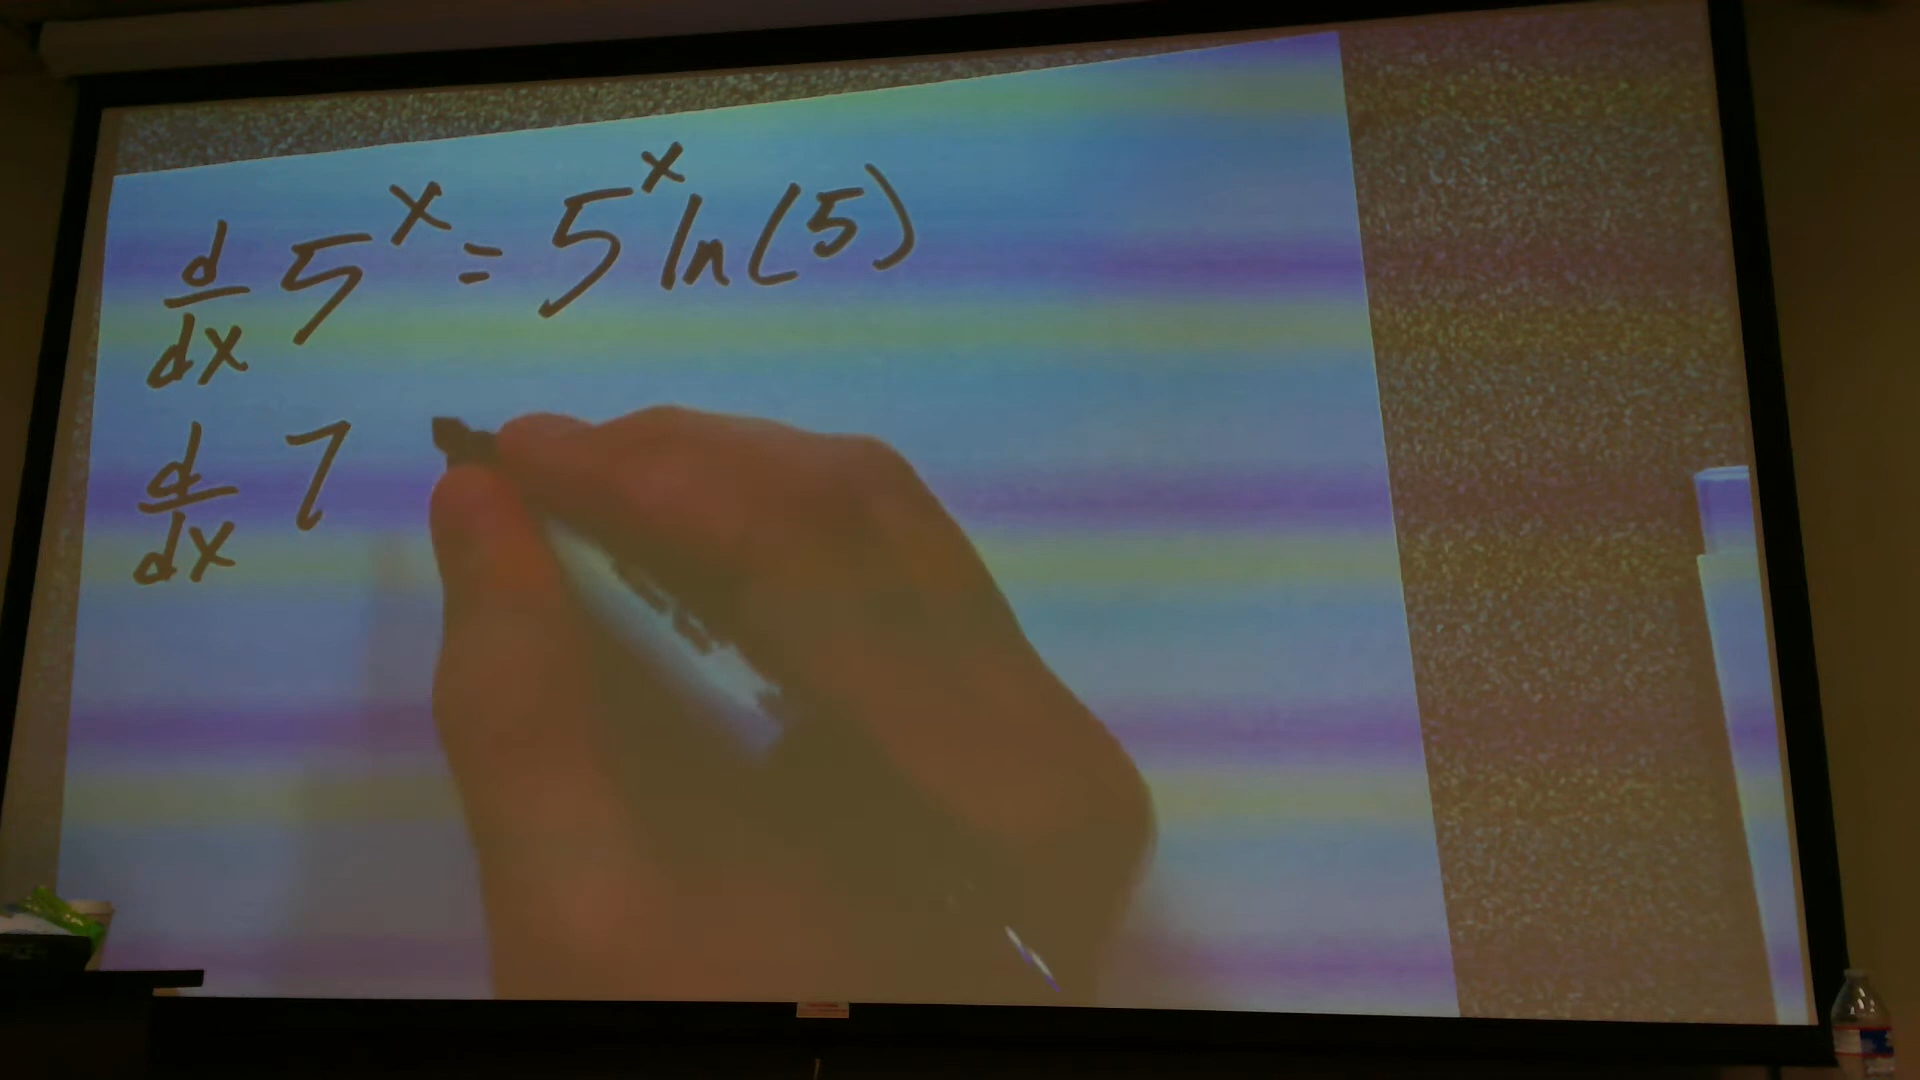 d/dx 5^x = 5^x ln(5)
d/dx 7